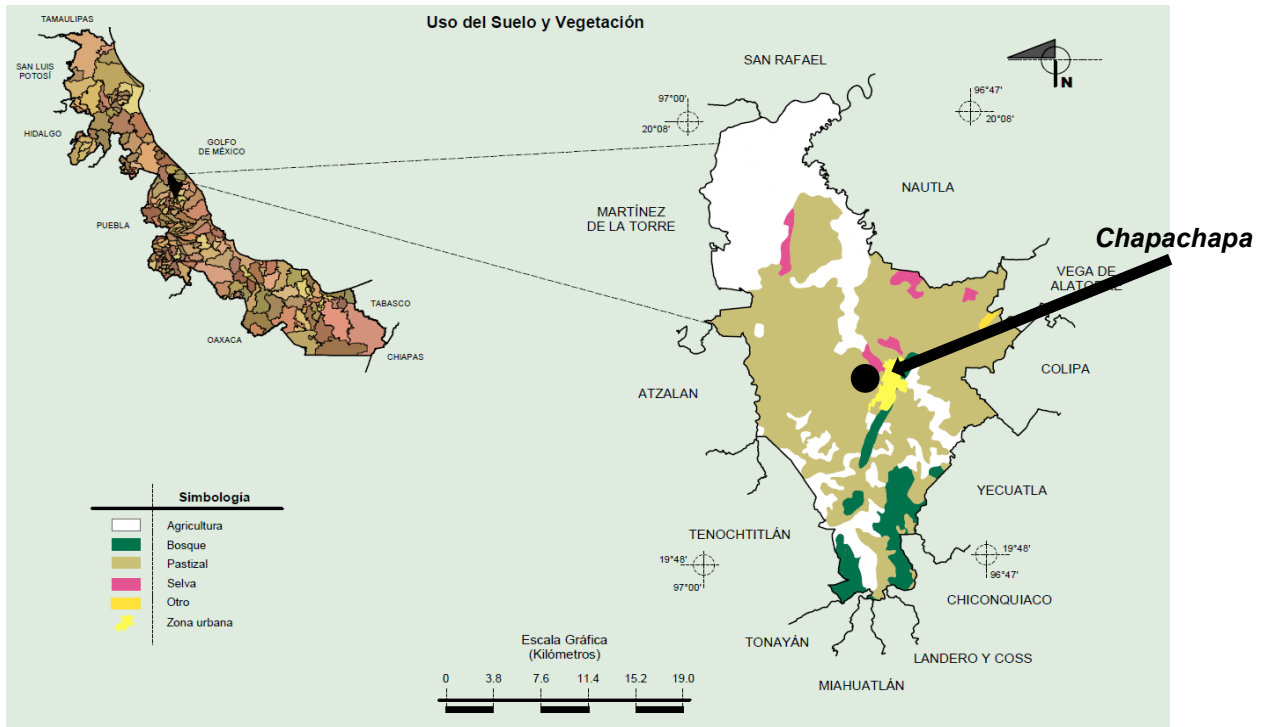 Uso del Suelo y Vegetación
TAMAULIPAS
SAN LUIS
POTOSÍ
HIDALGO
GOLFO
DE MÉXICO
PUEBLA
OAXACA
TABASCO
CHIAPAS
SAN RAFAEL
N
97°00'
20°08'
96°47'
20°08'
NAUTLA
MARTÍNEZ
DE LA TORRE
Chapachapa
VEGA DE
ALATORRE
COLIPA
ATZALAN
YECUATLA
TENOCHTITLÁN
19°48'
97°00'
19°48'
96°47'
CHICONQUIACO
TONAYÁN
LANDERO Y COSS
MIAHUATLÁN
Simbología
Agricultura
Bosque
Pastizal
Selva
Otro
Zona urbana
Escala Gráfica
(Kilómetros)
0 3.8 7.6 11.4 15.2 19.0